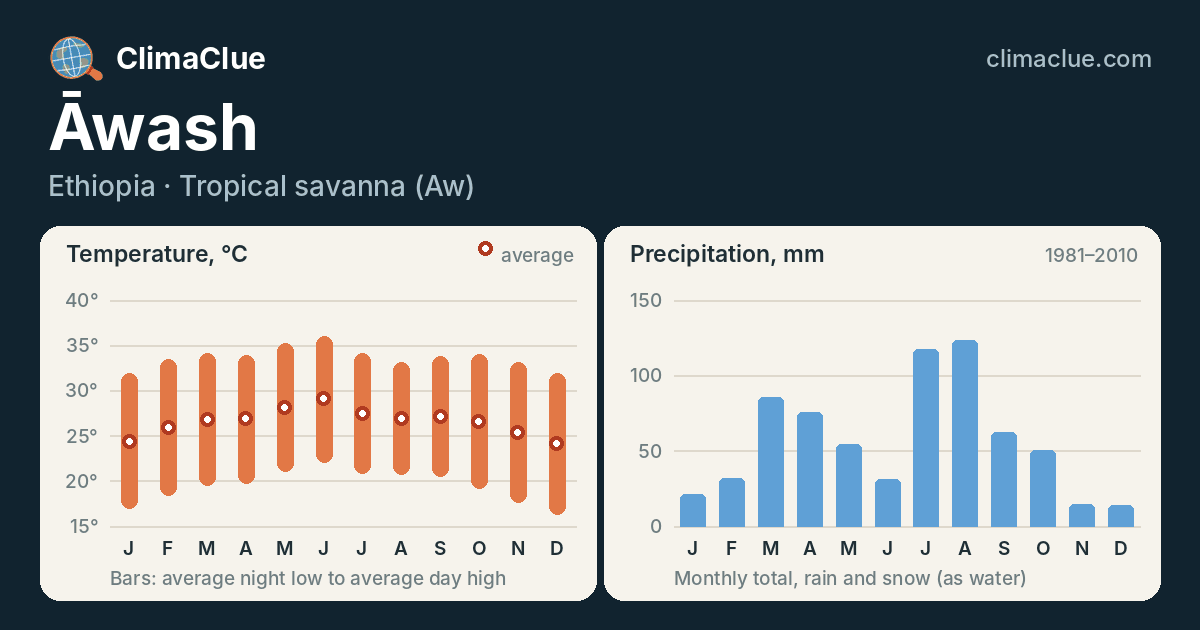 ClimaClue
climaclue.com
Āwash
Ethiopia · Tropical savanna (Aw)
Temperature, °C
average
40°
35°
30°
25°
20°
15°
J F M A M J J A S O N D
Bars: average night low to average day high
Precipitation, mm
1981–2010
150
100
50
0
J F M A M J J A S O N D
Monthly total, rain and snow (as water)